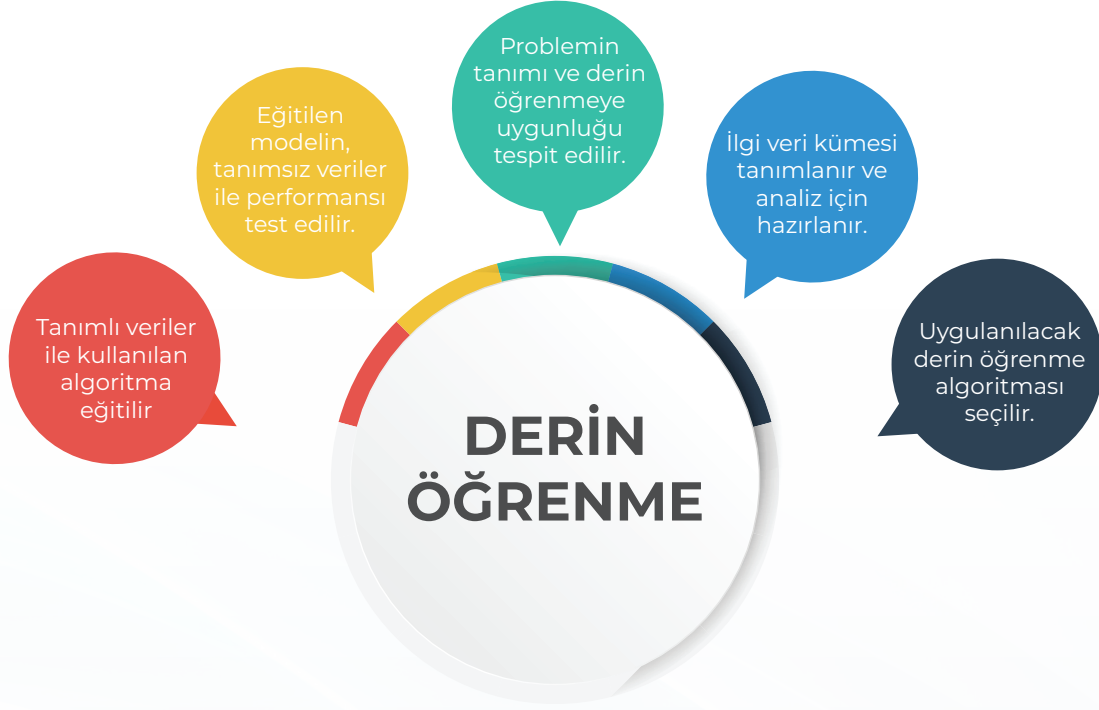 Problemin
tanımı ve derin
öğrenmeye
uygunluğu
tespit edilir.
Eğitilen
modelin,
tanımsız veriler
ile performansı
test edilir.
İlgi veri kümesi
tanımlanır ve
analiz için
hazırlanır.
Tanımlı veriler
ile kullanılan
algoritma
eğitilir
Uygulanılacak
derin öğrenme
algoritması
seçilir.
DERİN
ÖĞRENME